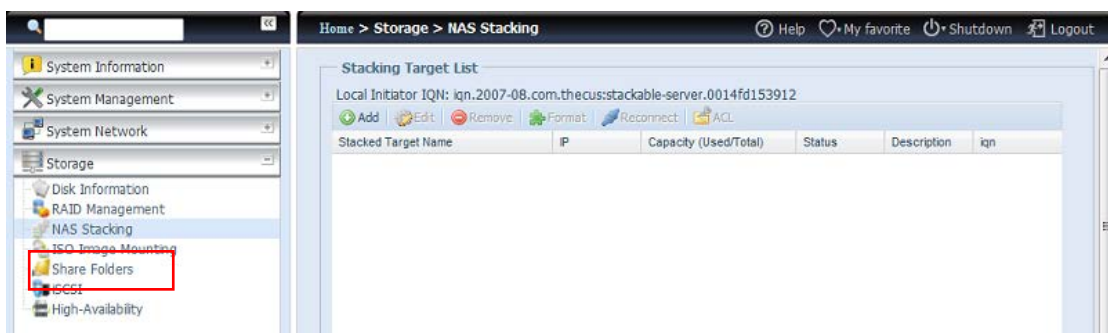 Home > Storage > NAS Stacking
Help My favorite Shutdown Logout
System Information
System Management
System Network
Storage
Disk Information
RAID Management
NAS Stacking
ISO Image Mounting
Share Folders
iSCSI
High-Availability
Stacking Target List
Local Initiator IQN: iqn.2007-08.com.thecus:stackable-server.0014fd153912
Add Edit Remove Format Reconnect ACL
Stacked Target Name IP Capacity (Used/Total) Status Description iqn